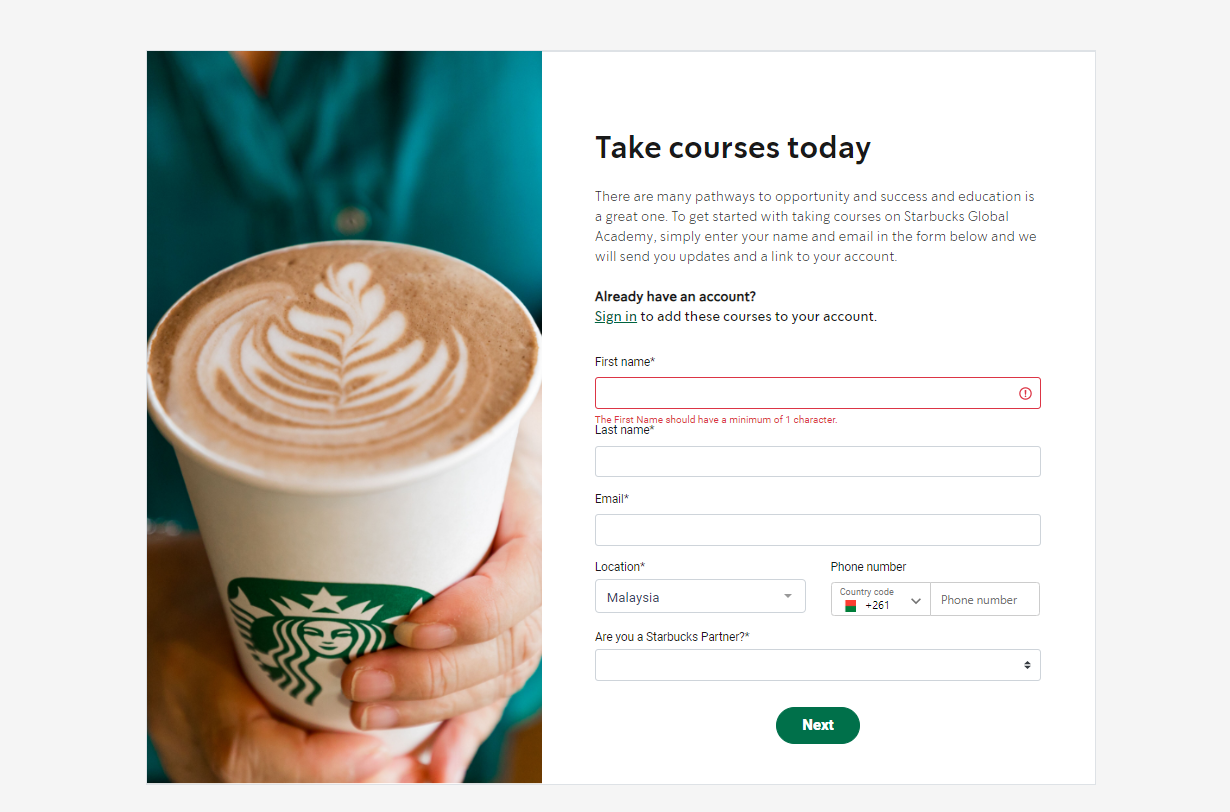 Take courses today
There are many pathways to opportunity and success and education is
a great one. To get started with taking courses on Starbucks Global
Academy, simply enter your name and email in the form below and we
will send you updates and a link to your account.
Already have an account?
Sign in to add these courses to your account.
First name*
The First Name should have a minimum of 1 character.
Last name*
Email*
Location*
Phone number
Malaysia
Country code
+261
Phone number
Are you a Starbucks Partner?*
Next